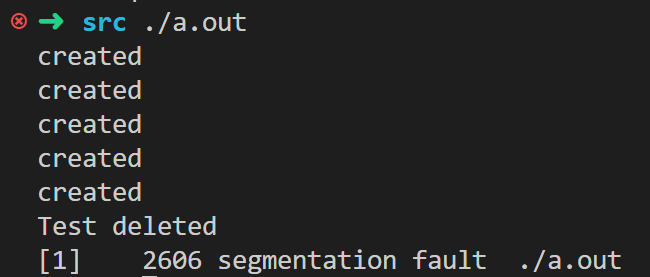 ➜ src ./a.out
created
created
created
created
created
Test deleted
[1]    2606 segmentation fault  ./a.out